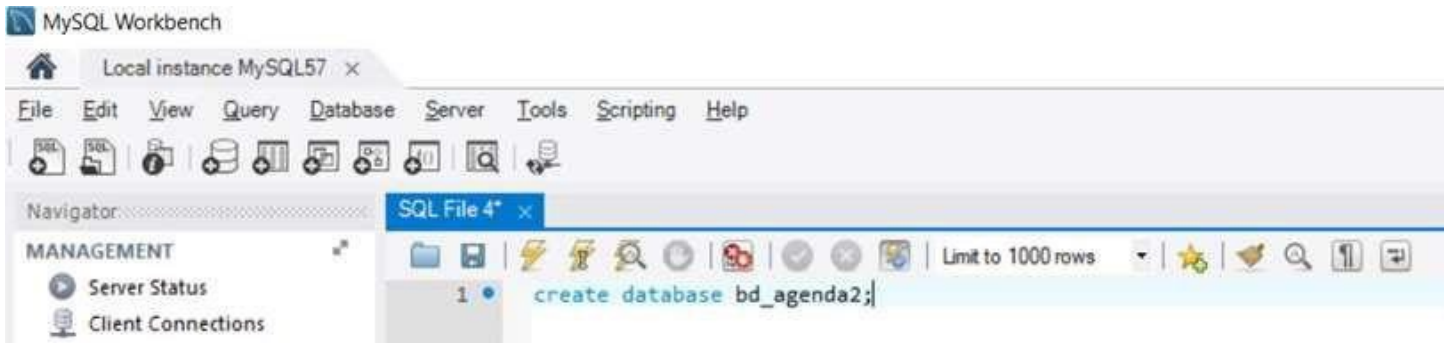 MySQL Workbench
Local instance MySQL57 ×
File Edit View Query Database Server Tools Scripting Help
Navigator
SQL File 4* ×
MANAGEMENT
Limit to 1000 rows
Server Status
1 create database bd_agenda2;
Client Connections